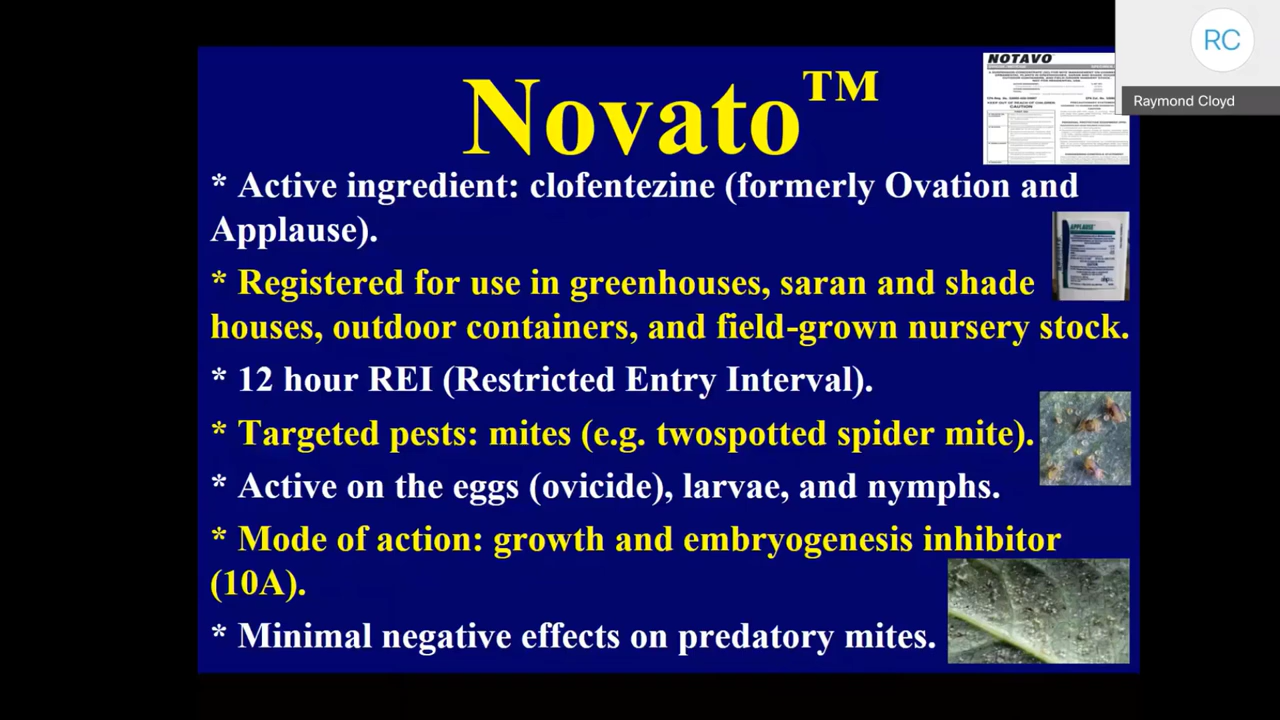 RC
Raymond Cloyd
NOTAVO
Novato™
* Active ingredient: clofentezine (formerly Ovation and
Applause).
APPLAUSE
* Registered for use in greenhouses, saran and shade
houses, outdoor containers, and field-grown nursery stock.
* 12 hour REI (Restricted Entry Interval).
* Targeted pests: mites (e.g. twospotted spider mite).
* Active on the eggs (ovicide), larvae, and nymphs.
* Mode of action: growth and embryogenesis inhibitor
(10A).
* Minimal negative effects on predatory mites.